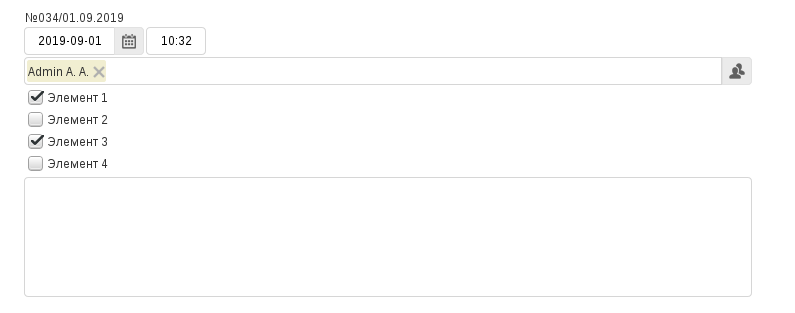 №034/01.09.2019
2019-09-01 10:32
Admin A. A.
Элемент 1
Элемент 2
Элемент 3
Элемент 4